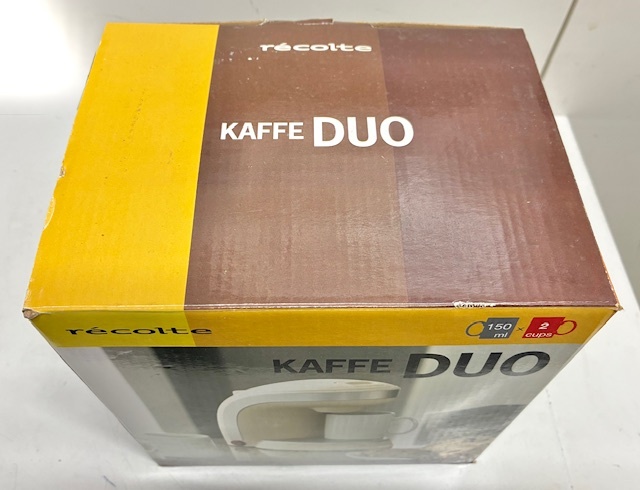 récolte
KAFFE DUO
récolte
150 ml × 2 cups
KAFFE DUO